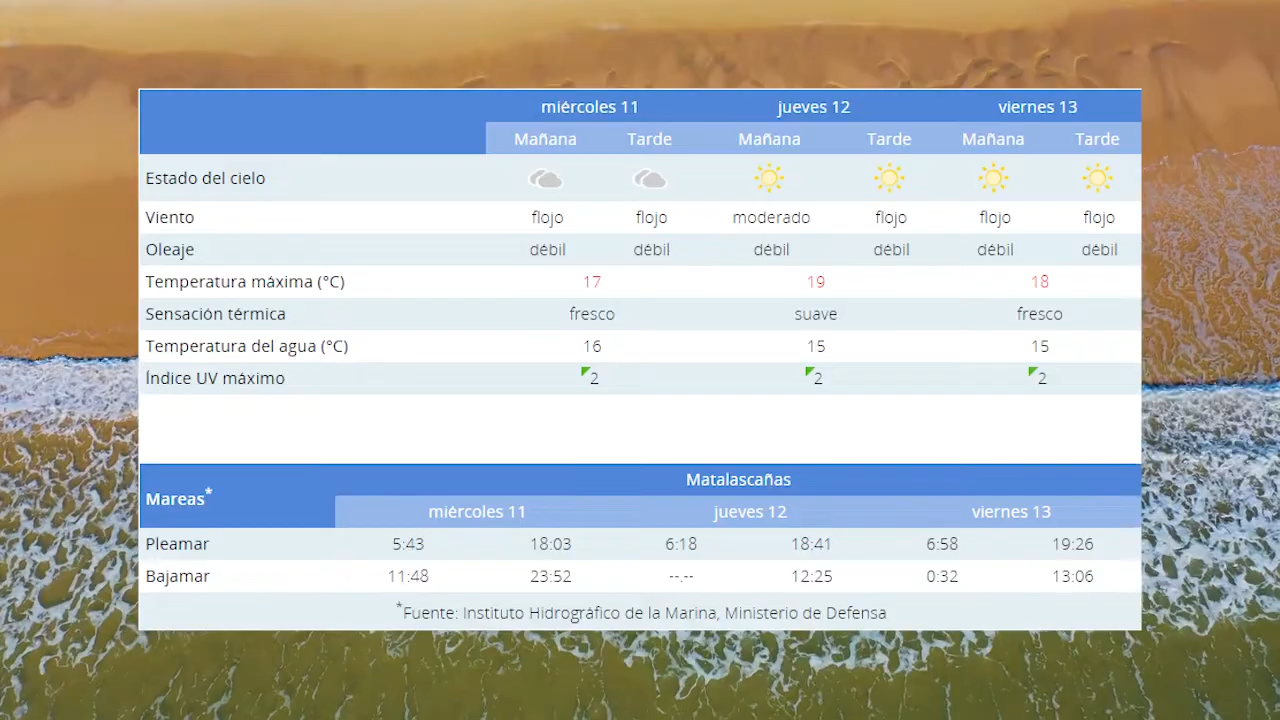 miércoles 11 jueves 12 viernes 13
Mañana Tarde Mañana Tarde Mañana Tarde
Estado del cielo
Viento flojo flojo moderado flojo flojo flojo
Oleaje débil débil débil débil débil débil
Temperatura máxima (°C) 17 19 18
Sensación térmica fresco suave fresco
Temperatura del agua (°C) 16 15 15
Índice UV máximo 2 2 2
Matalascañas
Mareas*
miércoles 11 jueves 12 viernes 13
Pleamar 5:43 18:03 6:18 18:41 6:58 19:26
Bajamar 11:48 23:52 --.-- 12:25 0:32 13:06
*Fuente: Instituto Hidrográfico de la Marina, Ministerio de Defensa